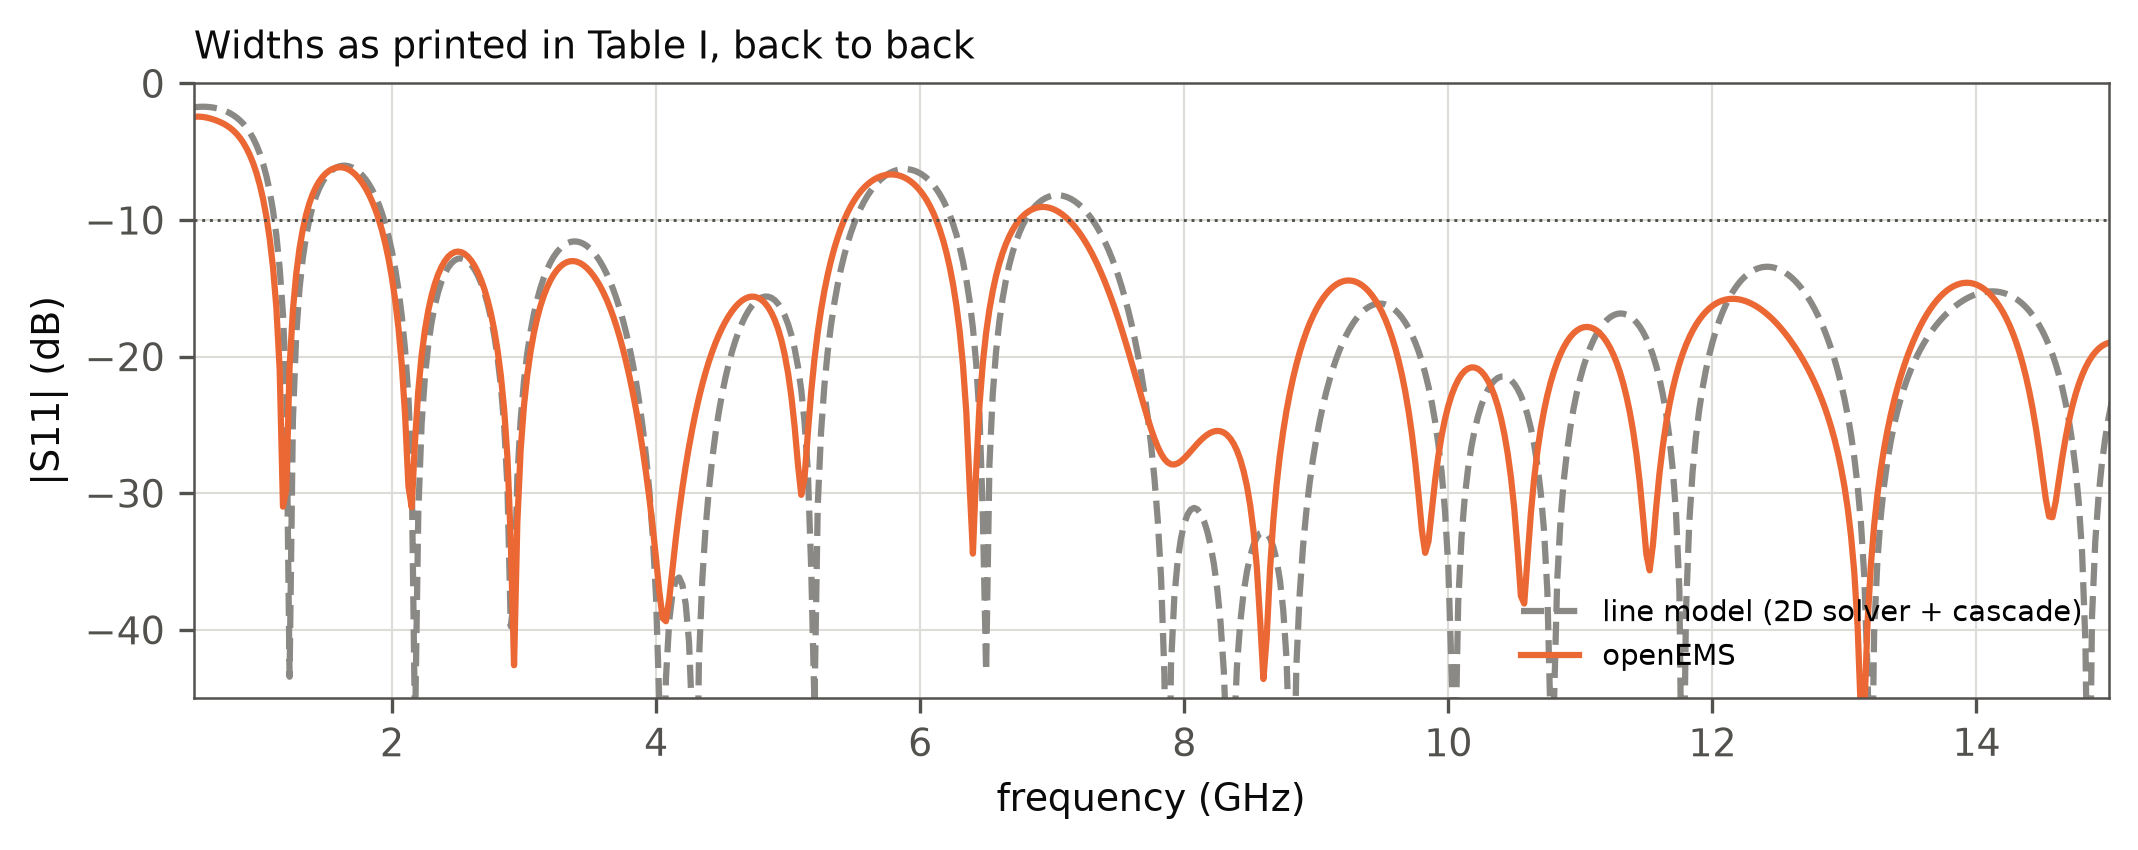 Widths as printed in Table I, back to back
0
−10
−20
−30
−40
|S11| (dB)
2 4 6 8 10 12 14
frequency (GHz)
line model (2D solver + cascade)
openEMS